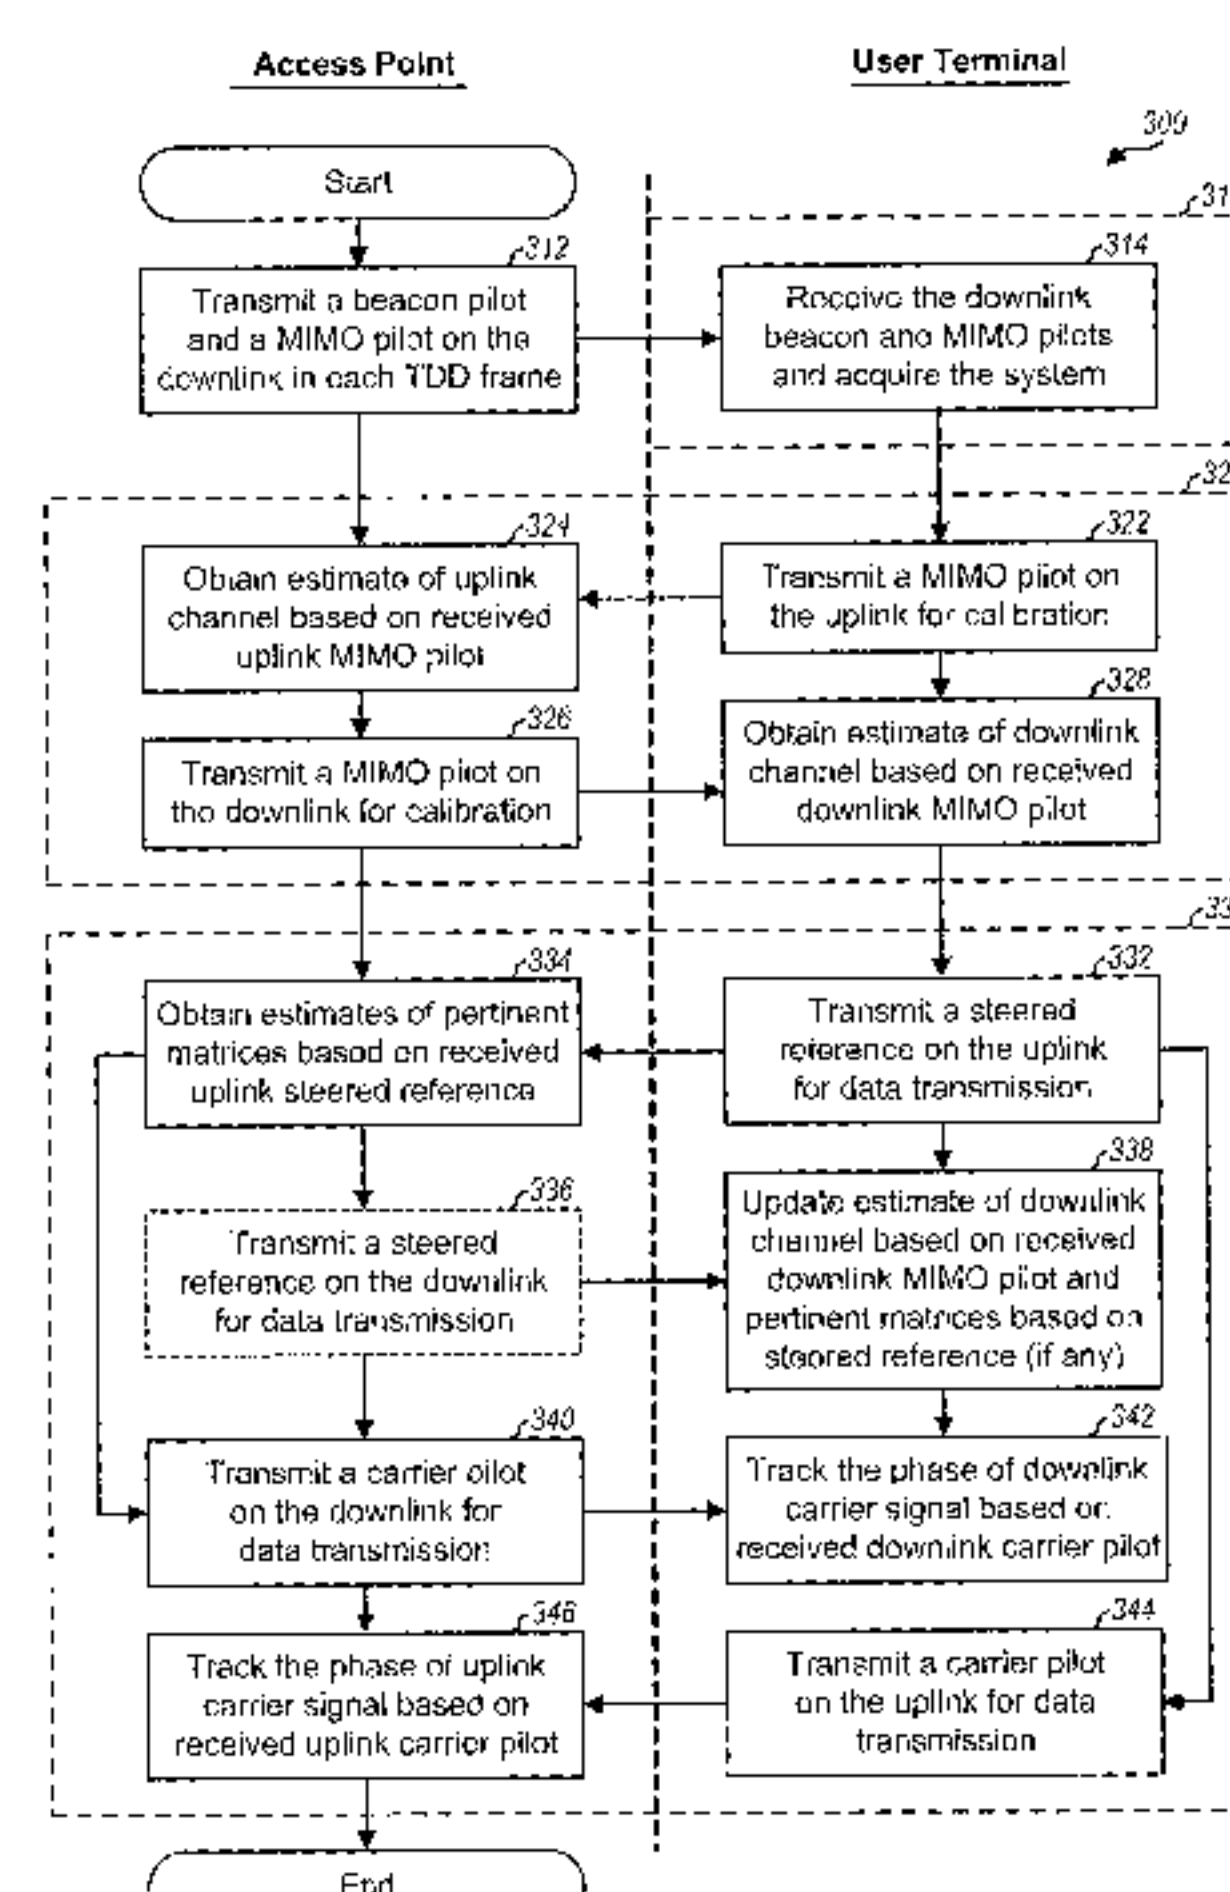 Access Point
User Terminal
300
Start
31
312
Transmit a beacon pilot
and a MIMO pilot on the
downlink in each TDD frame
314
Receive the downlink
beacon and MIMO pilots
and acquire the system
32
324
Obtain estimate of uplink
channel based on received
uplink MIMO pilot
322
Transmit a MIMO pilot on
the uplink for calibration
326
Transmit a MIMO pilot on
the downlink for calibration
328
Obtain estimate of downlink
channel based on received
downlink MIMO pilot
33
334
Obtain estimates of pertinent
matrices based on received
uplink steered reference
332
Transmit a steered
reference on the uplink
for data transmission
336
Transmit a steered
reference on the downlink
for data transmission
338
Update estimate of downlink
channel based on received
downlink MIMO pilot and
pertinent matrices based on
steered reference (if any)
340
Transmit a carrier pilot
on the downlink for
data transmission
342
Track the phase of downlink
carrier signal based on
received downlink carrier pilot
346
Track the phase of uplink
carrier signal based on
received uplink carrier pilot
344
Transmit a carrier pilot
on the uplink for data
transmission
End